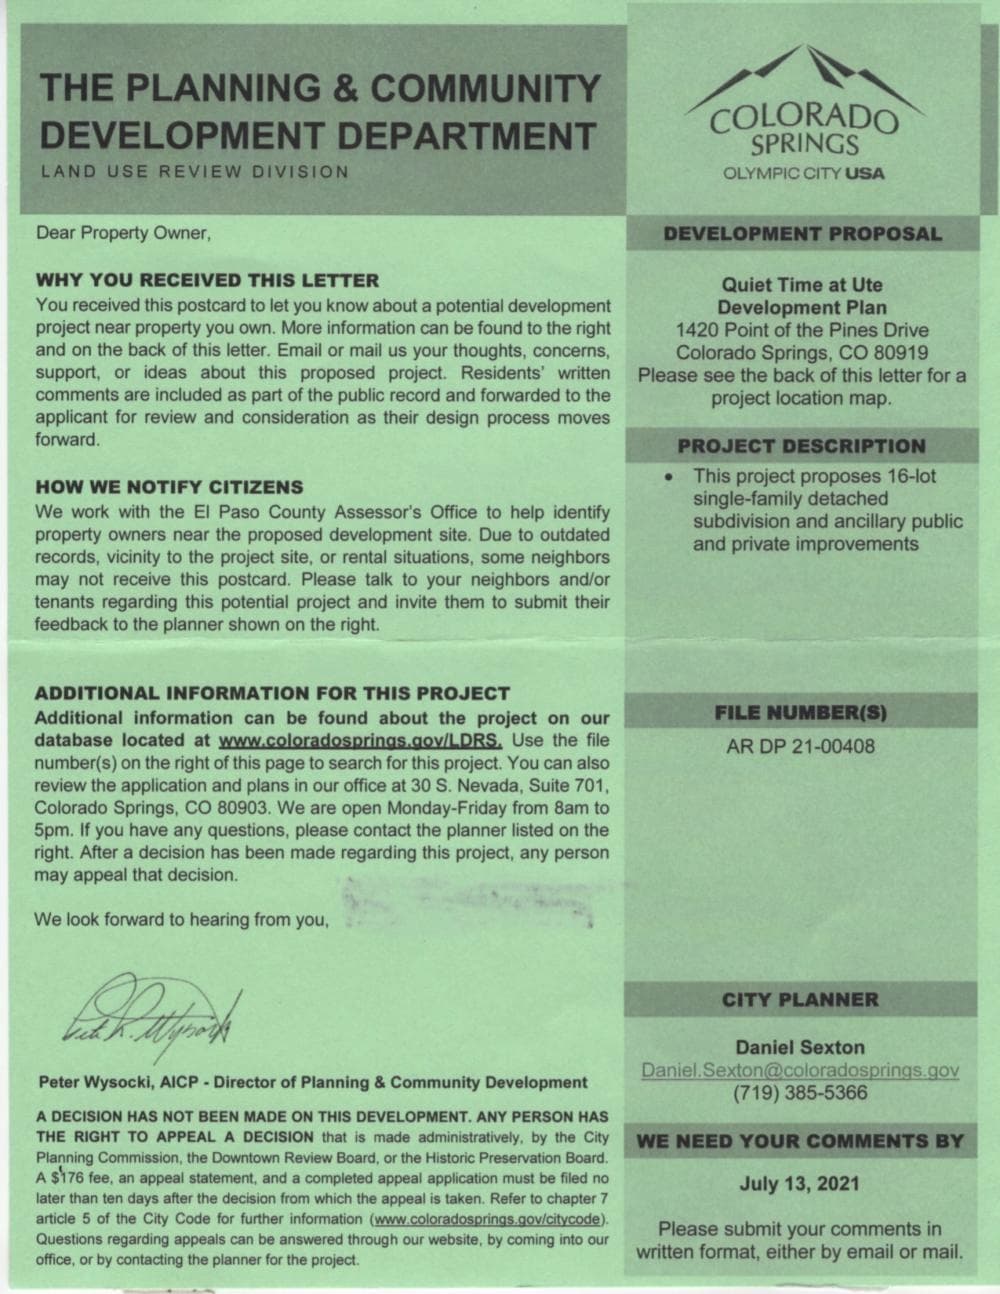 THE PLANNING & COMMUNITY
DEVELOPMENT DEPARTMENT
LAND USE REVIEW DIVISION
COLORADO
SPRINGS
OLYMPIC CITY USA
Dear Property Owner,
WHY YOU RECEIVED THIS LETTER
You received this postcard to let you know about a potential development
project near property you own. More information can be found to the right
and on the back of this letter. Email or mail us your thoughts, concerns,
support, or ideas about this proposed project. Residents' written
comments are included as part of the public record and forwarded to the
applicant for review and consideration as their design process moves
forward.
HOW WE NOTIFY CITIZENS
We work with the El Paso County Assessor's Office to help identify
property owners near the proposed development site. Due to outdated
records, vicinity to the project site, or rental situations, some neighbors
may not receive this postcard. Please talk to your neighbors and/or
tenants regarding this potential project and invite them to submit their
feedback to the planner shown on the right.
ADDITIONAL INFORMATION FOR THIS PROJECT
Additional information can be found about the project on our
database located at www.coloradosprings.gov/LDRS. Use the file
number(s) on the right of this page to search for this project. You can also
review the application and plans in our office at 30 S. Nevada, Suite 701,
Colorado Springs, CO 80903. We are open Monday-Friday from 8am to
5pm. If you have any questions, please contact the planner listed on the
right. After a decision has been made regarding this project, any person
may appeal that decision.
We look forward to hearing from you,
Peter Wysocki, AICP - Director of Planning & Community Development
A DECISION HAS NOT BEEN MADE ON THIS DEVELOPMENT. ANY PERSON HAS
THE RIGHT TO APPEAL A DECISION that is made administratively, by the City
Planning Commission, the Downtown Review Board, or the Historic Preservation Board.
A $176 fee, an appeal statement, and a completed appeal application must be filed no
later than ten days after the decision from which the appeal is taken. Refer to chapter 7
article 5 of the City Code for further information (www.coloradosprings.gov/citycode).
Questions regarding appeals can be answered through our website, by coming into our
office, or by contacting the planner for the project.
DEVELOPMENT PROPOSAL
Quiet Time at Ute
Development Plan
1420 Point of the Pines Drive
Colorado Springs, CO 80919
Please see the back of this letter for a
project location map.
PROJECT DESCRIPTION
• This project proposes 16-lot
single-family detached
subdivision and ancillary public
and private improvements
FILE NUMBER(S)
AR DP 21-00408
CITY PLANNER
Daniel Sexton
Daniel.Sexton@coloradosprings.gov
(719) 385-5366
WE NEED YOUR COMMENTS BY
July 13, 2021
Please submit your comments in
written format, either by email or mail.